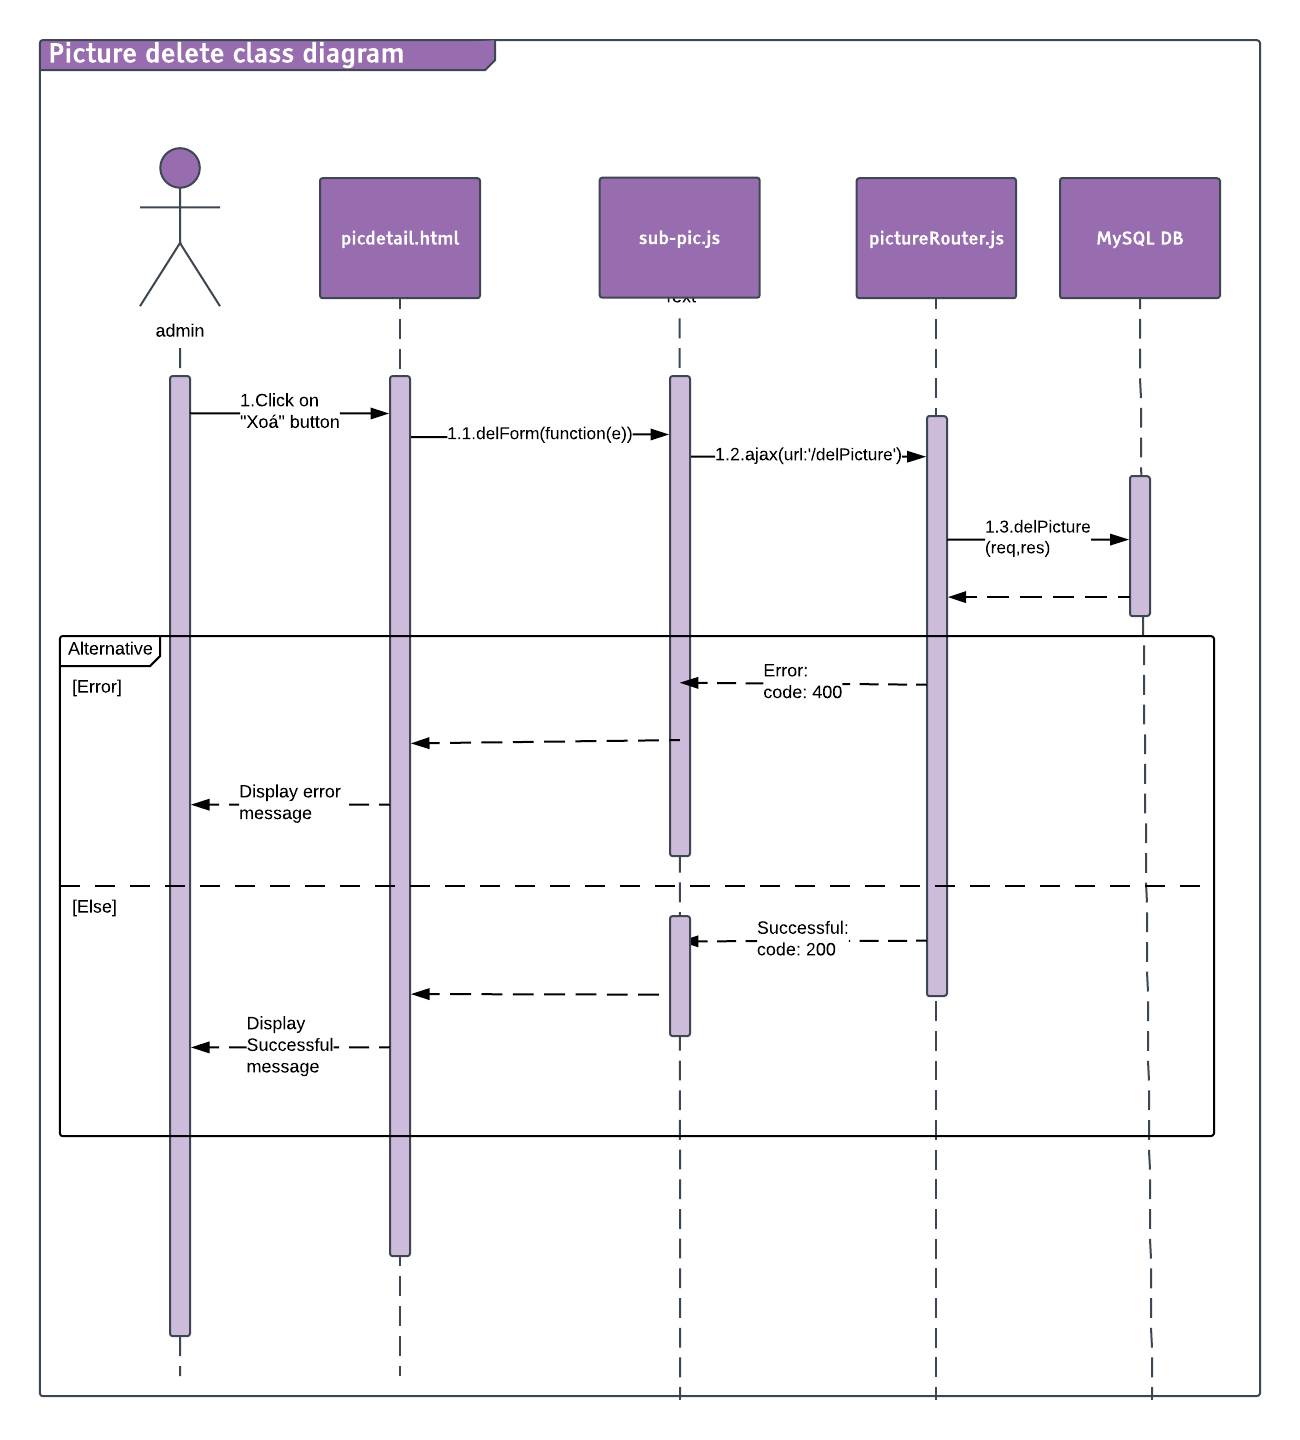 Picture delete class diagram
picdetail.html
sub-pic.js
pictureRouter.js
MySQL DB
admin
1.Click on
"Xoá" button
1.1.delForm(function(e))
1.2.ajax(url:'/delPicture')
1.3.delPicture
(req,res)
Alternative
[Error]
Error:
code: 400
Display error
message
[Else]
Successful:
code: 200
Display
Successful
message